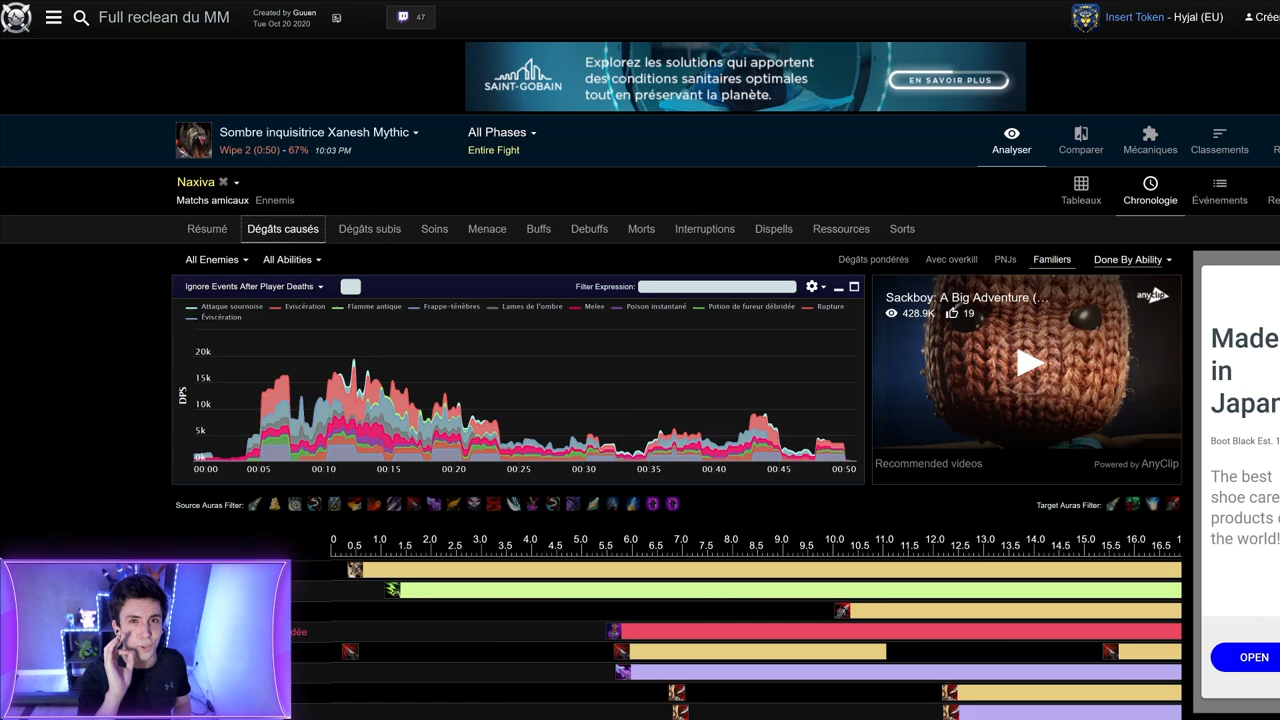 Full reclean du MM
Created by Guuen
Tue Oct 20 2020
47
Insert Token - Hyjal (EU)
Crée
SAINT-GOBAIN
Explorez les solutions qui apportent
des conditions sanitaires optimales
tout en préservant la planète.
EN SAVOIR PLUS
Sombre inquisitrice Xanesh Mythic
Wipe 2 (0:50) - 67% 10:03 PM
All Phases
Entire Fight
Analyser
Comparer
Mécaniques
Classements
R
Naxiva
Matchs amicaux Ennemis
Tableaux
Chronologie
Événements
Re
Résumé Dégâts causés Dégâts subis Soins Menace Buffs Debuffs Morts Interruptions Dispells Ressources Sorts
All Enemies All Abilities
Dégâts pondérés Avec overkill PNJs Familiers Done By Ability
Ignore Events After Player Deaths
Filter Expression:
Attaque sournoise Eviscération Flamme antique Frappe-ténèbres Lames de l'ombre Melee Poison instantané Potion de fureur débridée Rupture
Éviscération
DPS
20k
15k
10k
5k
0k
00:00 00:05 00:10 00:15 00:20 00:25 00:30 00:35 00:40 00:45 00:50
Sackboy: A Big Adventure (...
428.9K 19
anyclip
Recommended videos
Powered by AnyClip
Made
in
Japan
Boot Black Est. 1
The best
shoe care
products o
the world!
OPEN
Source Auras Filter:
Target Auras Filter:
0 1.0 2.0 3.0 4.0 5.0 6.0 7.0 8.0 9.0 10.0 11.0 12.0 13.0 14.0 15.0 16.0 1
0.5 1.5 2.5 3.5 4.5 5.5 6.5 7.5 8.5 9.5 10.5 11.5 12.5 13.5 14.5 15.5 16.5
dée